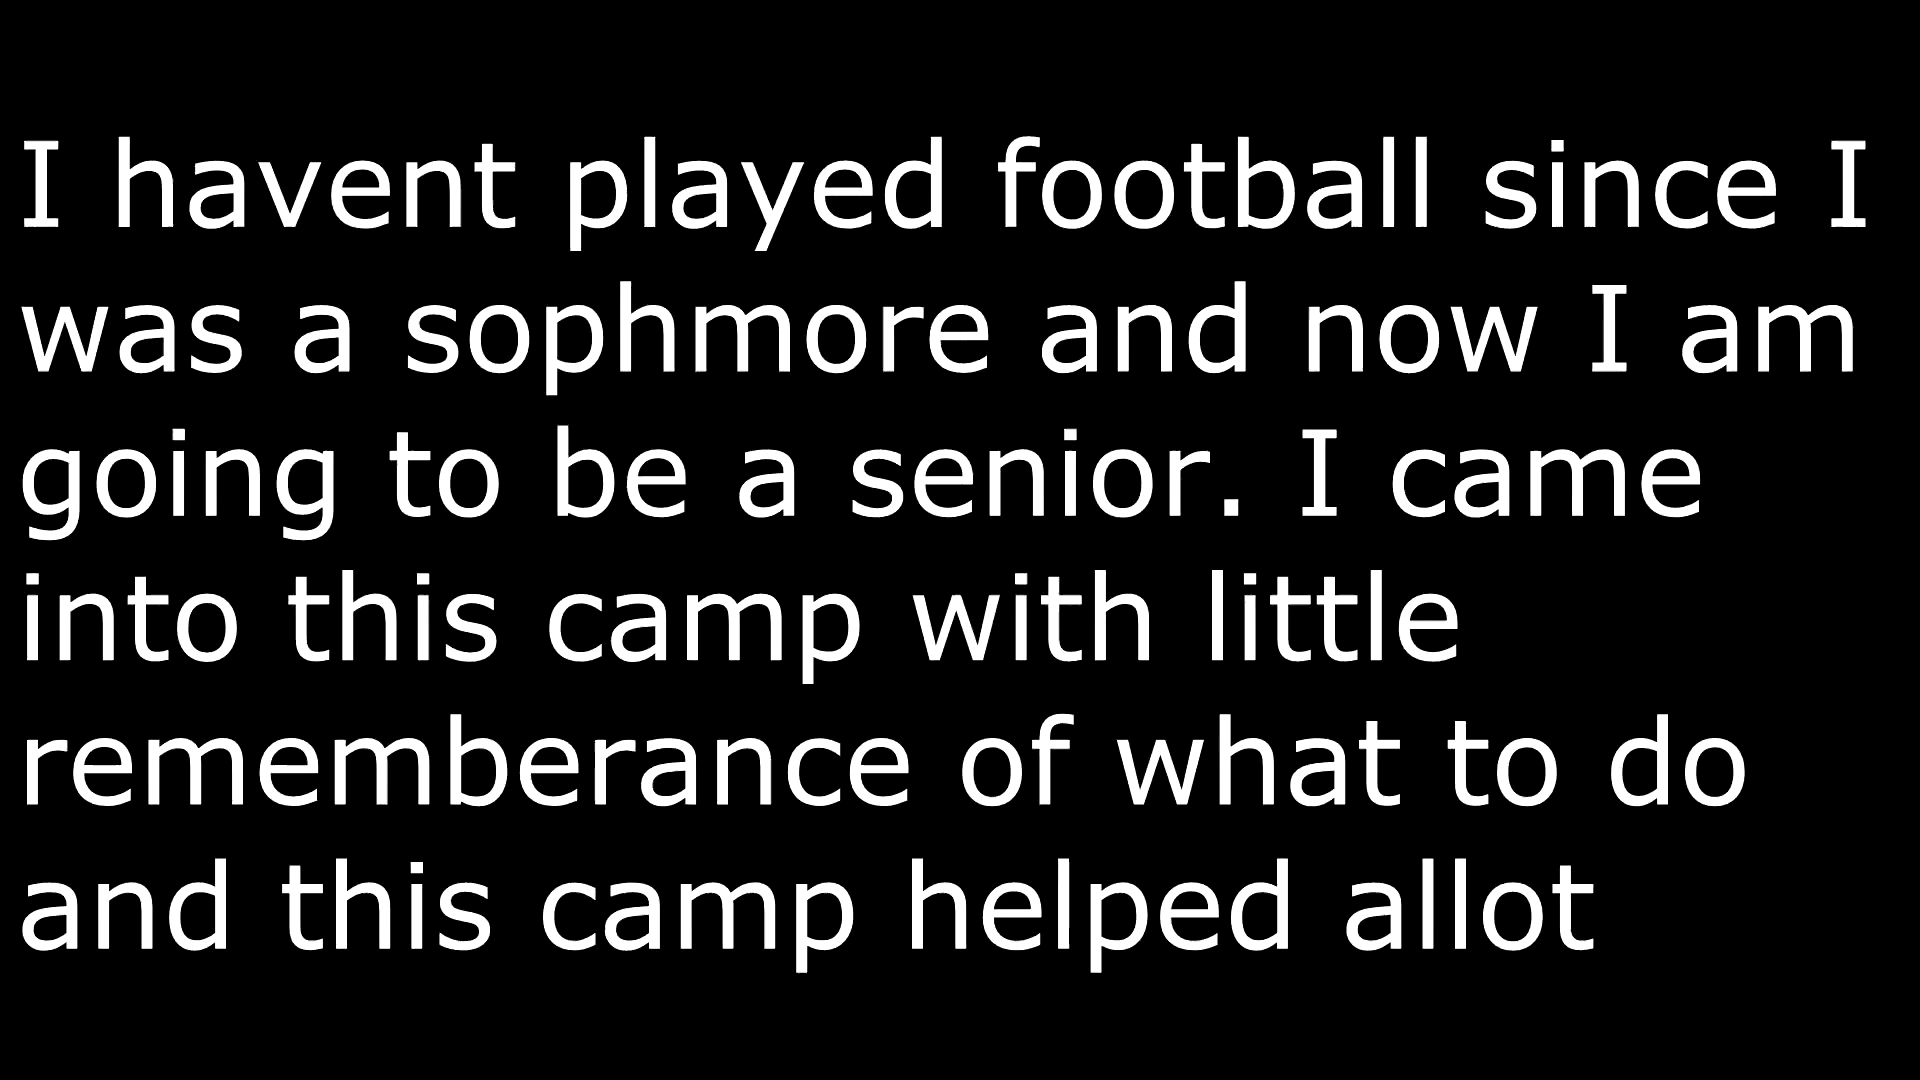 I havent played football since I
was a sophmore and now I am
going to be a senior. I came
into this camp with little
rememberance of what to do
and this camp helped allot